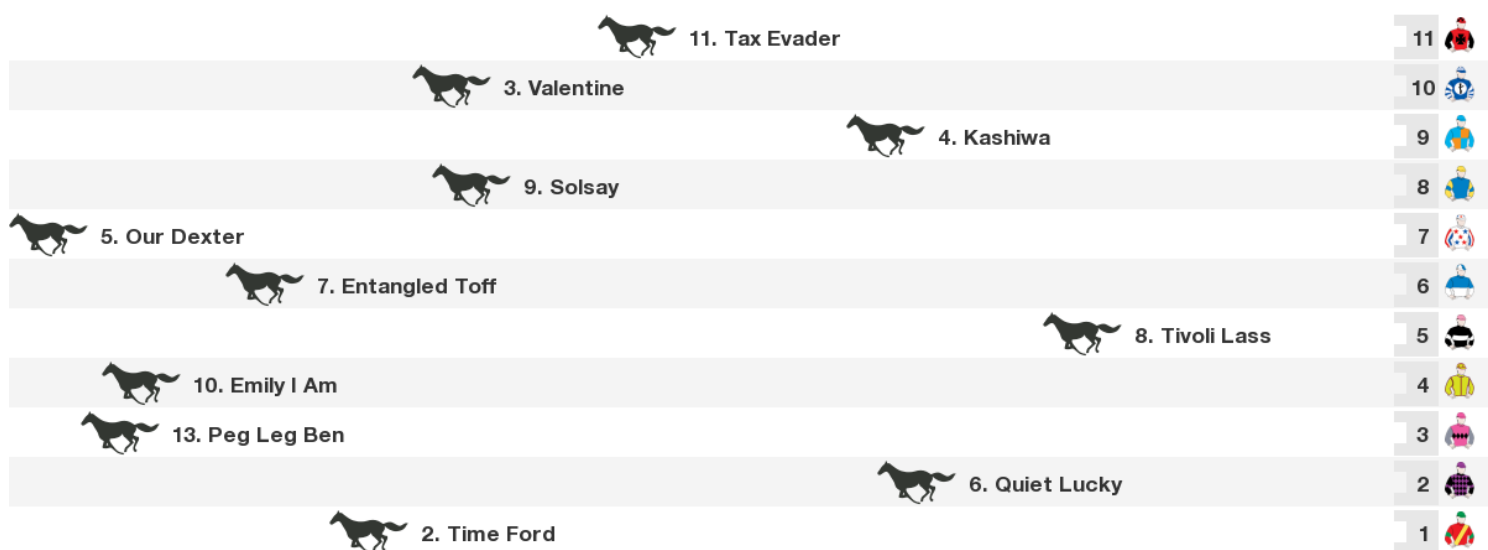 11. Tax Evader 11
3. Valentine 10
4. Kashiwa 9
9. Solsay 8
5. Our Dexter 7
7. Entangled Toff 6
8. Tivoli Lass 5
10. Emily I Am 4
13. Peg Leg Ben 3
6. Quiet Lucky 2
2. Time Ford 1